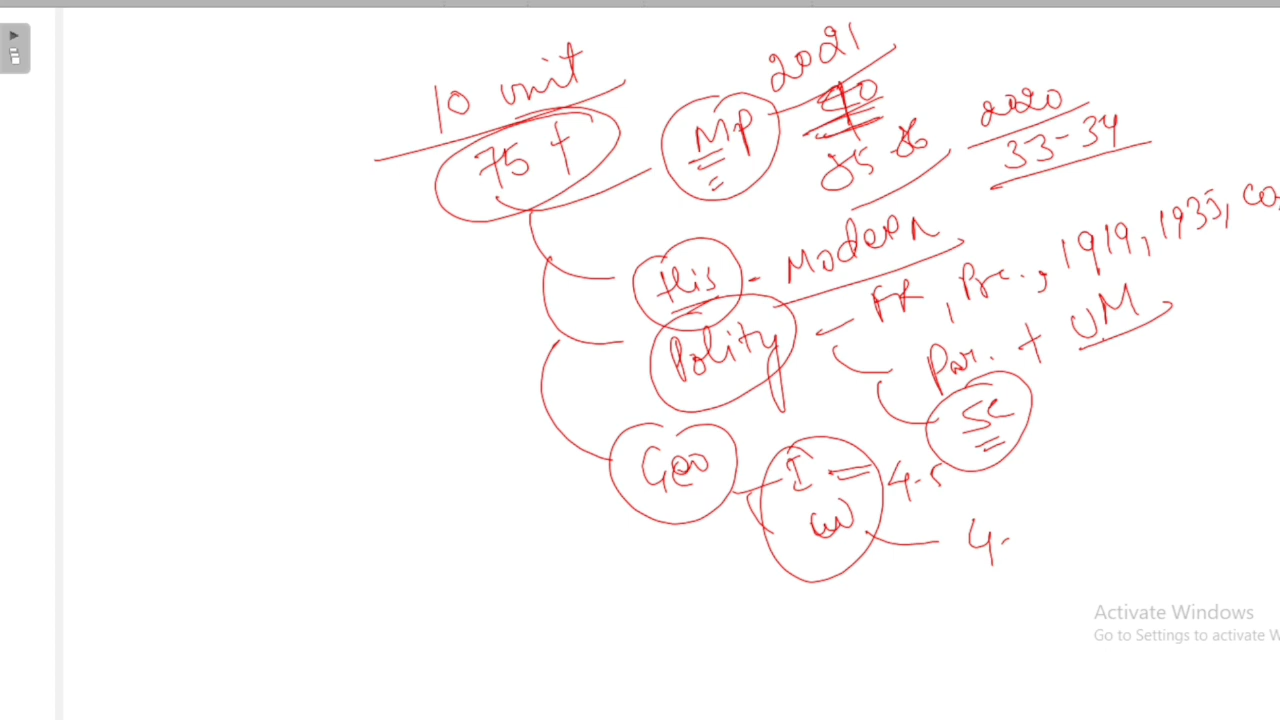 10 unit
75 +
MP
2021
40
35 36
2020
33-34
His - Modern
Polity - FR, Pre., 1919, 1935, Co
Par. + UM
SC
Geo
I = 4-5
W - 4-
Activate Windows
Go to Settings to activate W